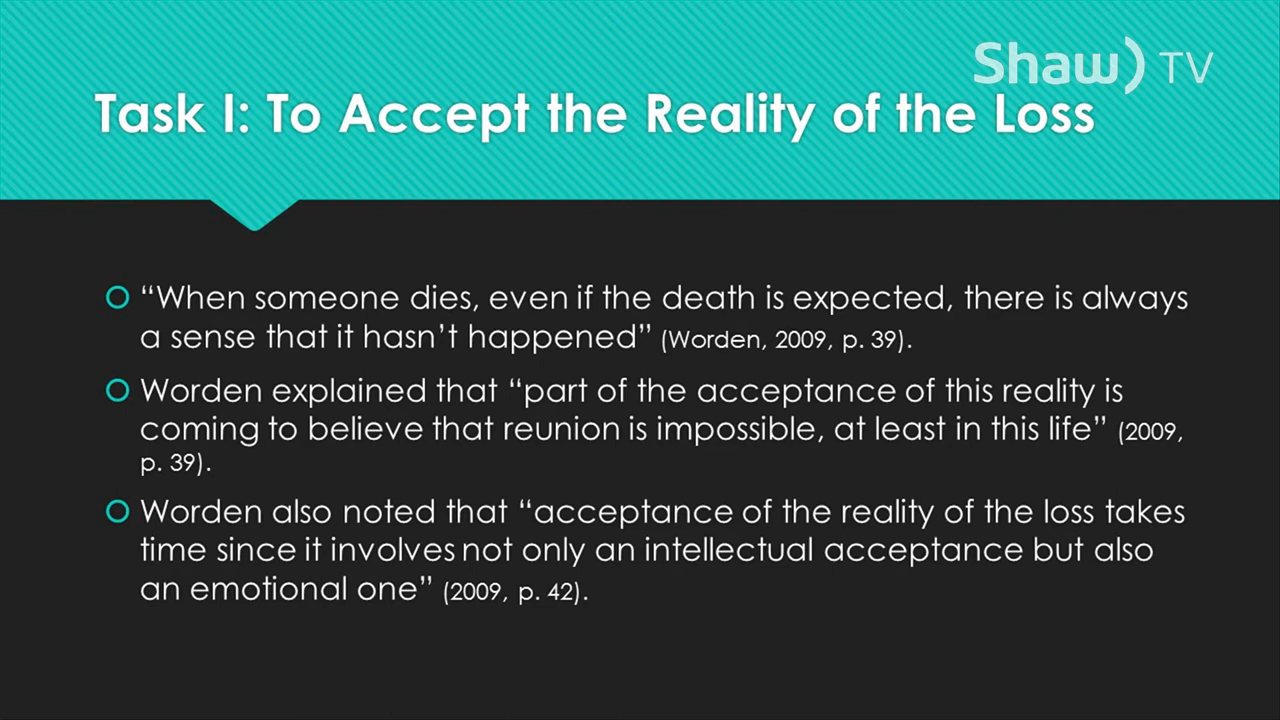 Shaw) TV
Task I: To Accept the Reality of the Loss
“When someone dies, even if the death is expected, there is always
a sense that it hasn’t happened” (Worden, 2009, p. 39).
Worden explained that “part of the acceptance of this reality is
coming to believe that reunion is impossible, at least in this life” (2009,
p. 39).
Worden also noted that “acceptance of the reality of the loss takes
time since it involves not only an intellectual acceptance but also
an emotional one” (2009, p. 42).